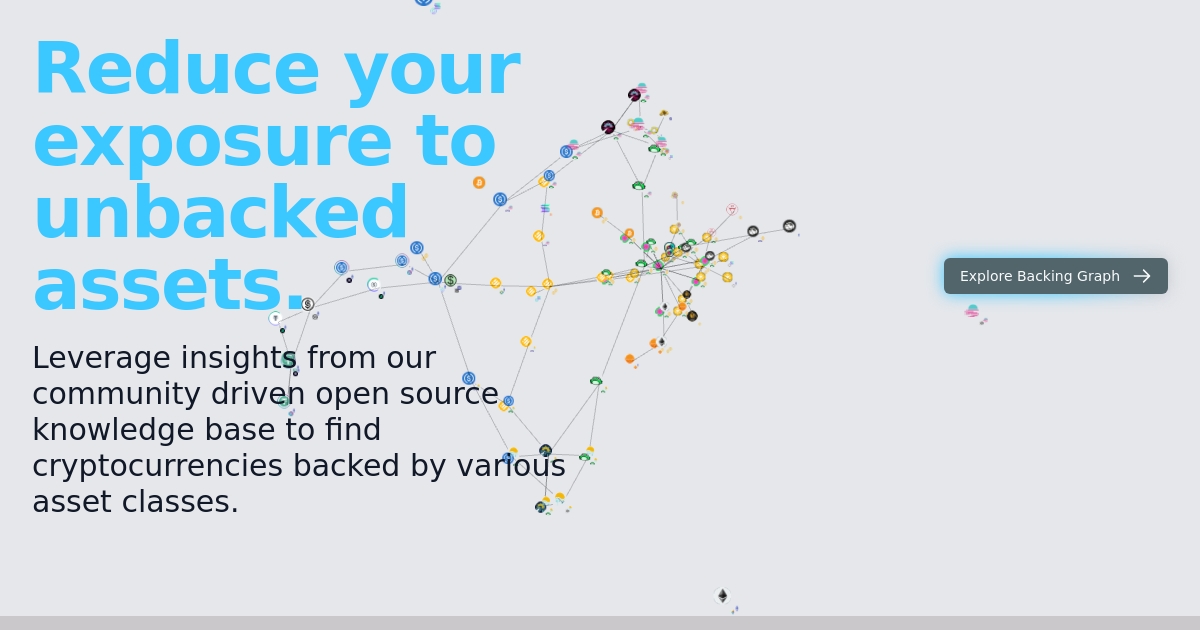 Reduce your
exposure to
unbacked
assets.
Leverage insights from our
community driven open source
knowledge base to find
cryptocurrencies backed by various
asset classes.
Explore Backing Graph